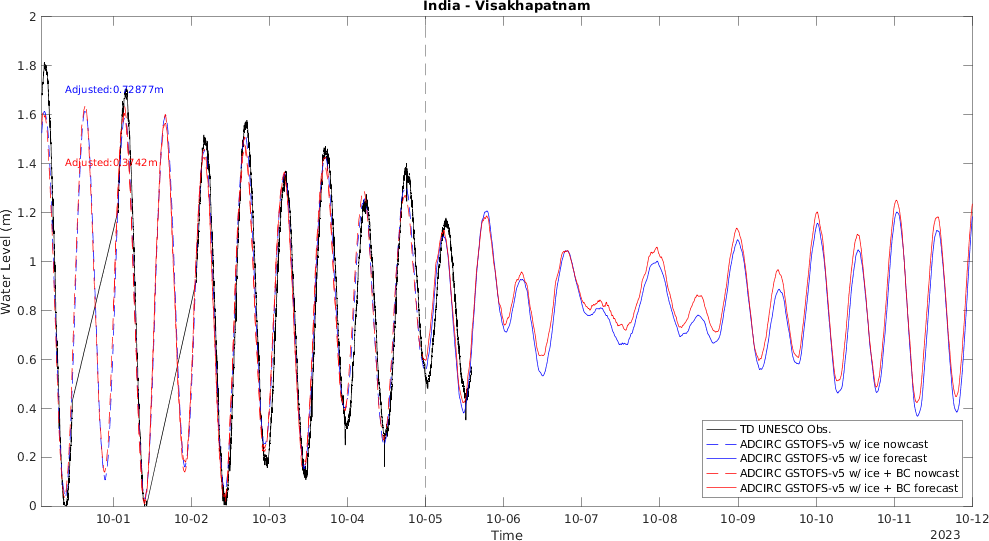 India - Visakhapatnam
2
1.8
1.6
1.4
1.2
1
0.8
0.6
0.4
0.2
0
Water Level (m)
Adjusted:0.72877m
Adjusted:0.3742m
TD UNESCO Obs.
ADCIRC GSTOFS-v5 w/ ice nowcast
ADCIRC GSTOFS-v5 w/ ice forecast
ADCIRC GSTOFS-v5 w/ ice + BC nowcast
ADCIRC GSTOFS-v5 w/ ice + BC forecast
10-01 10-02 10-03 10-04 10-05 10-06 10-07 10-08 10-09 10-10 10-11 10-12
Time
2023